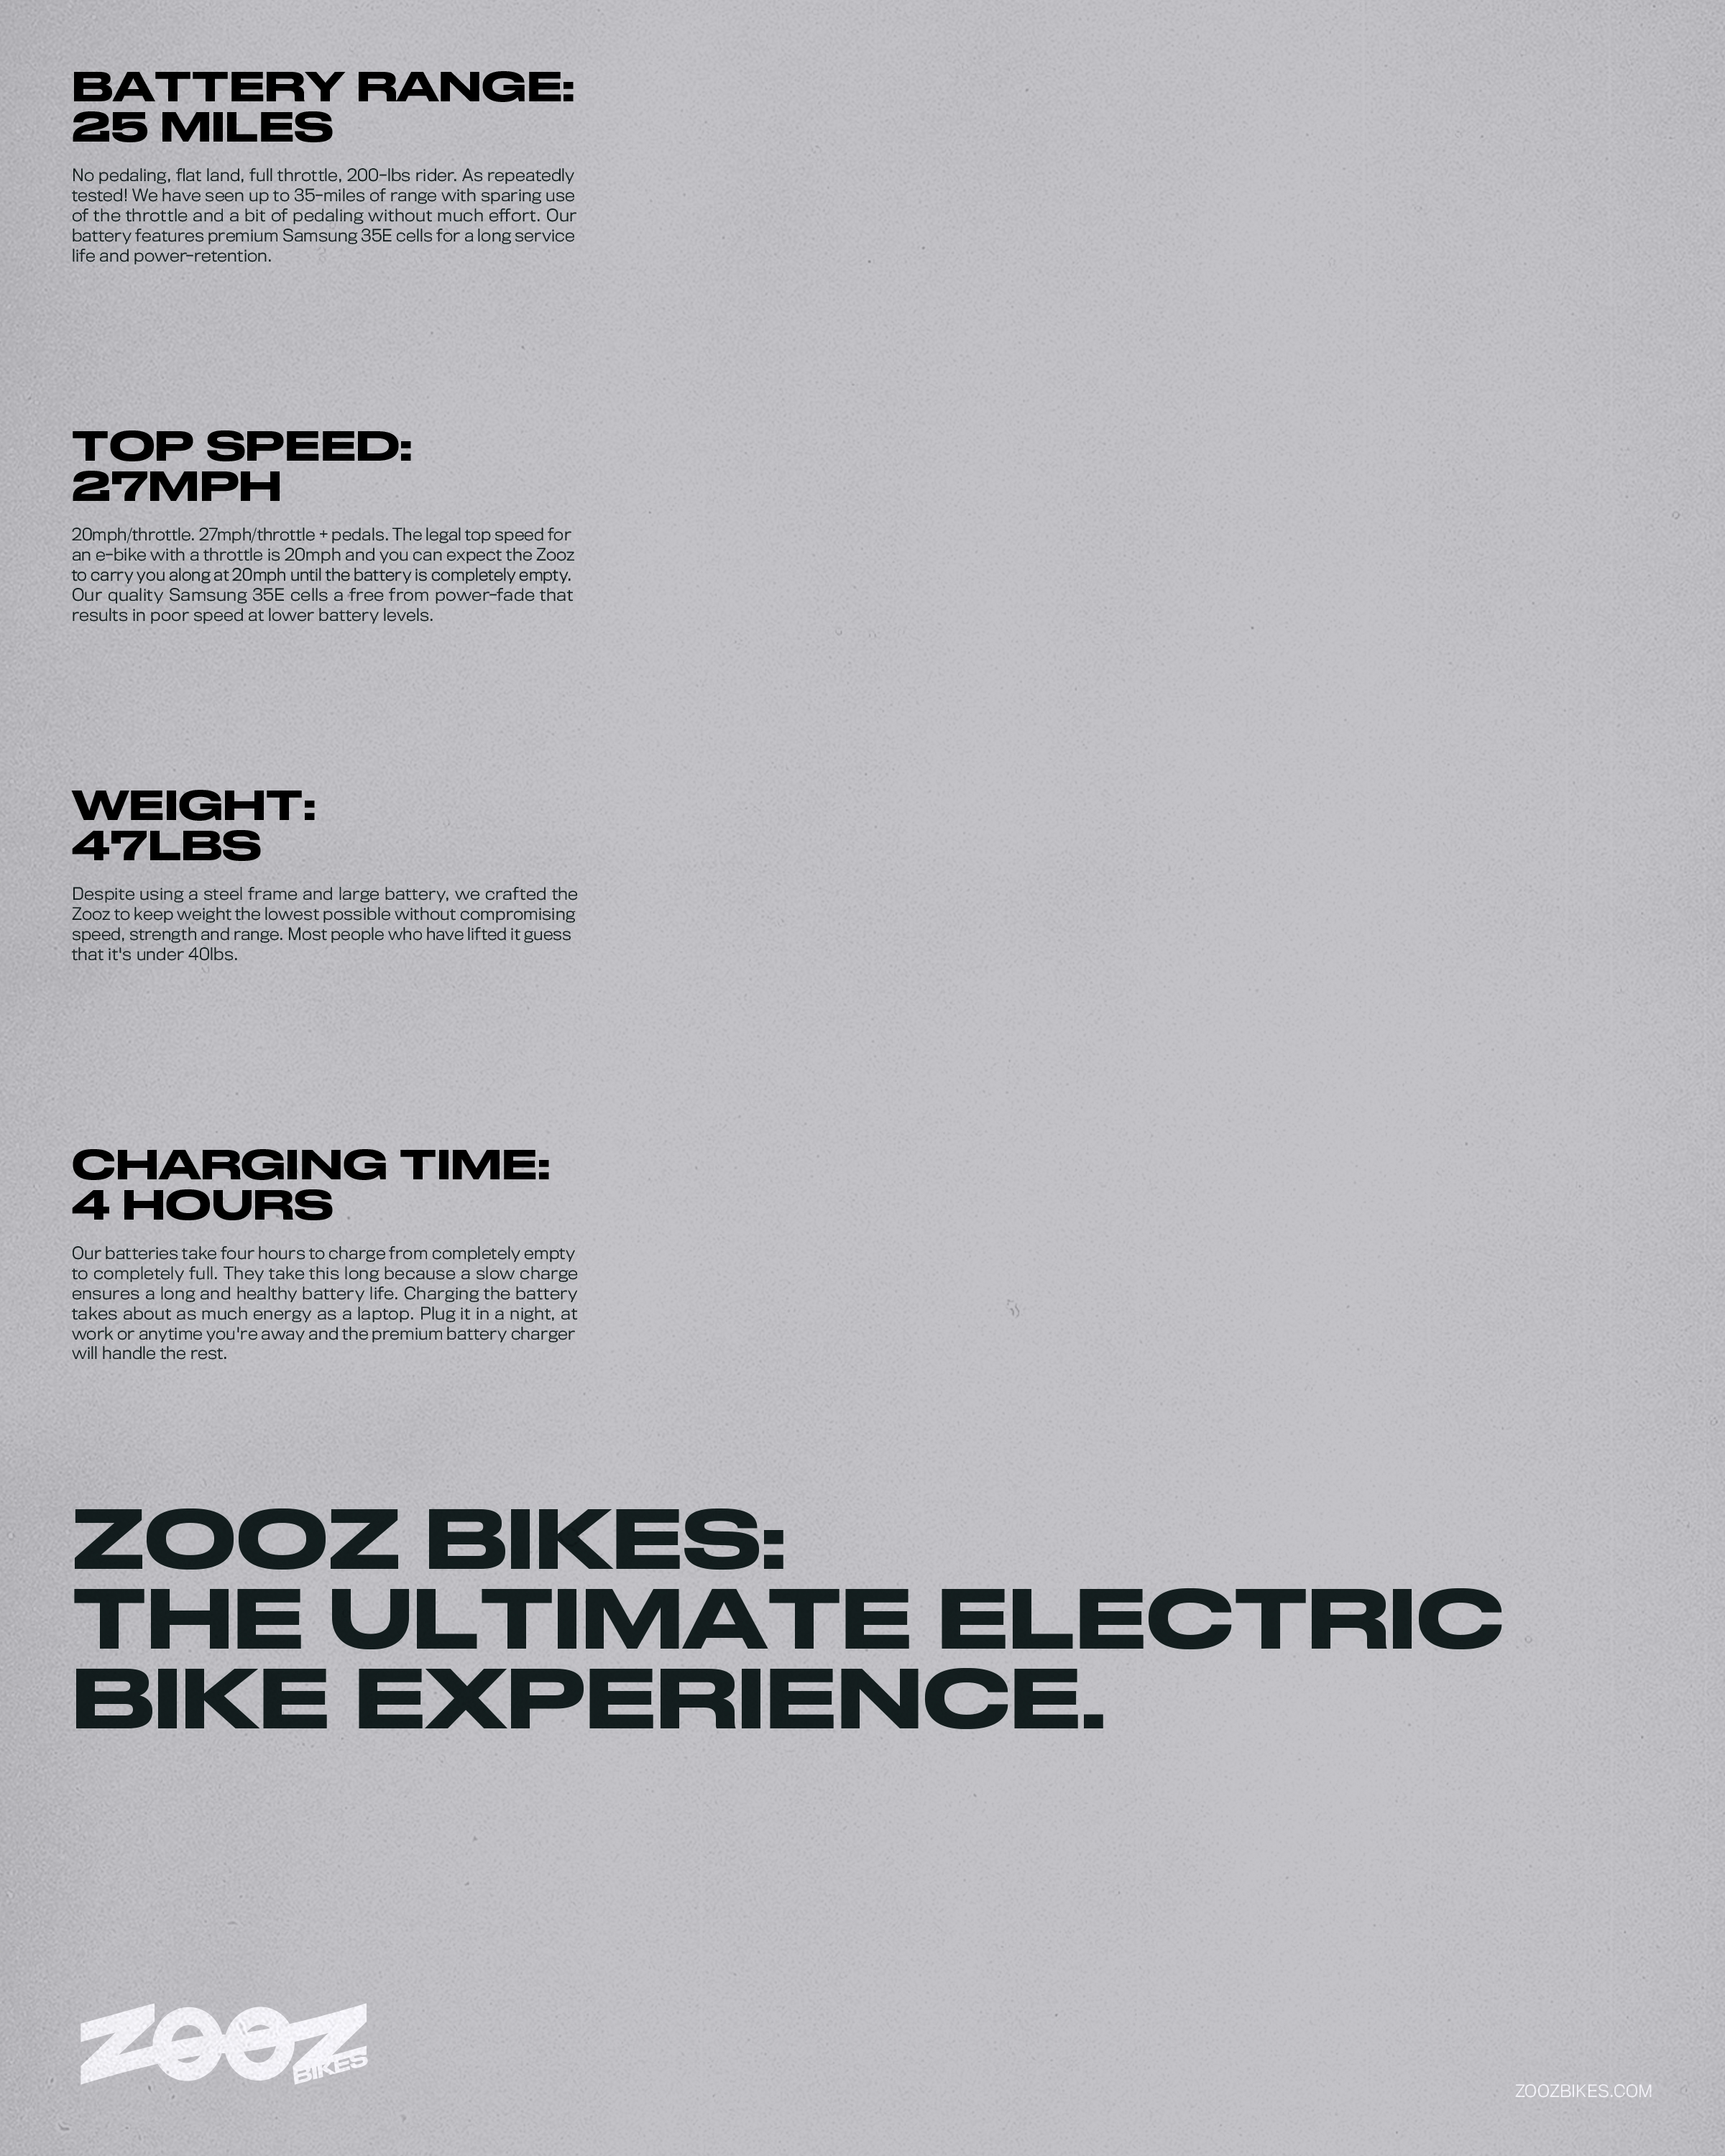 BATTERY RANGE:
25 MILES
No pedaling, flat land, full throttle, 200-lbs rider. As repeatedly
tested! We have seen up to 35-miles of range with sparing use
of the throttle and a bit of pedaling without much effort. Our
battery features premium Samsung 35E cells for a long service
life and power-retention.
TOP SPEED:
27MPH
20mph/throttle. 27mph/throttle + pedals. The legal top speed for
an e-bike with a throttle is 20mph and you can expect the Zooz
to carry you along at 20mph until the battery is completely empty.
Our quality Samsung 35E cells a free from power-fade that
results in poor speed at lower battery levels.
WEIGHT:
47LBS
Despite using a steel frame and large battery, we crafted the
Zooz to keep weight the lowest possible without compromising
speed, strength and range. Most people who have lifted it guess
that it's under 40lbs.
CHARGING TIME:
4 HOURS
Our batteries take four hours to charge from completely empty
to completely full. They take this long because a slow charge
ensures a long and healthy battery life. Charging the battery
takes about as much energy as a laptop. Plug it in a night, at
work or anytime you're away and the premium battery charger
will handle the rest.
ZOOZ BIKES:
THE ULTIMATE ELECTRIC
BIKE EXPERIENCE.
ZOOZ
BIKES
ZOOZBIKES.COM